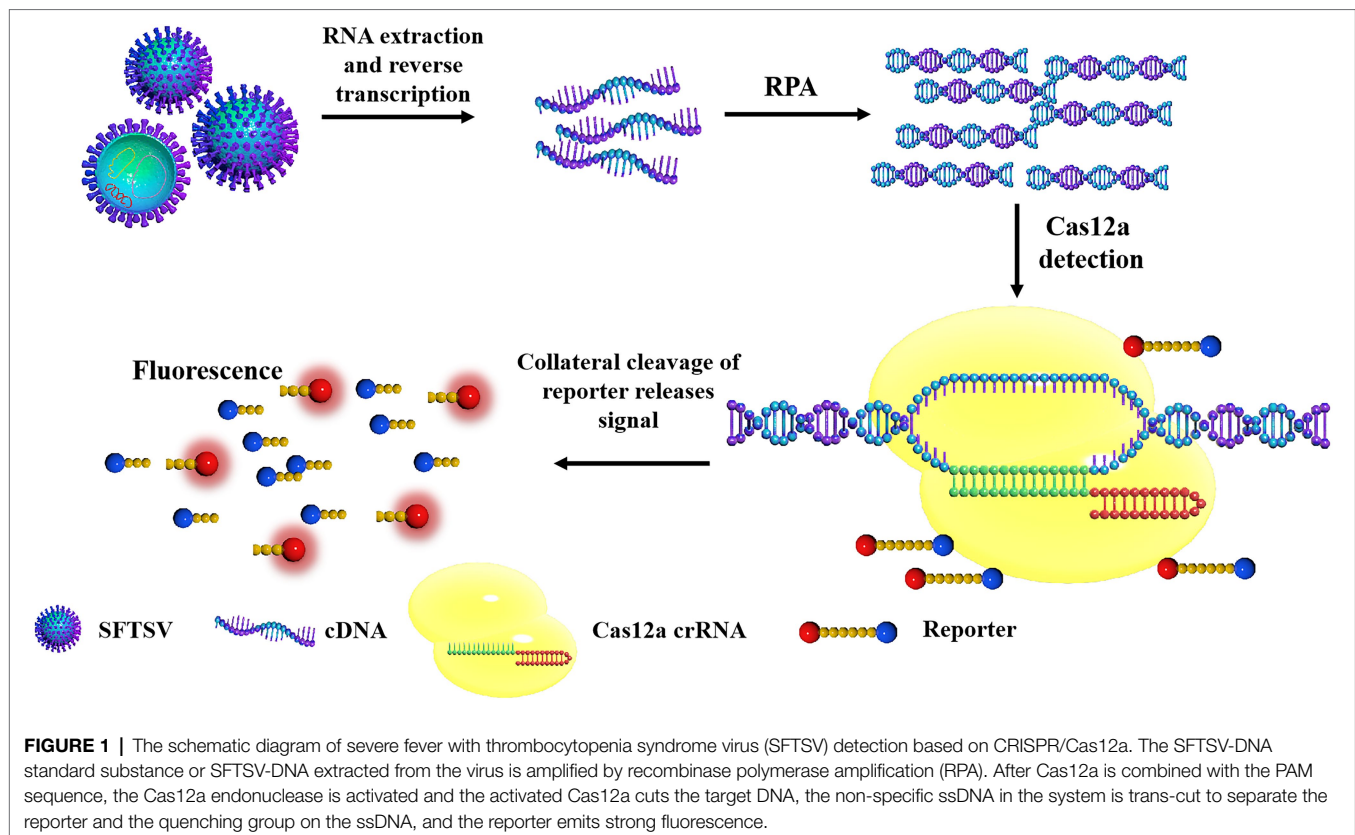 RNA extraction
and reverse
transcription
RPA
Cas12a
detection
Collateral cleavage of
reporter releases
signal
Fluorescence
SFTSV
cDNA
Cas12a crRNA
Reporter
FIGURE 1 | The schematic diagram of severe fever with thrombocytopenia syndrome virus (SFTSV) detection based on CRISPR/Cas12a. The SFTSV-DNA
standard substance or SFTSV-DNA extracted from the virus is amplified by recombinase polymerase amplification (RPA). After Cas12a is combined with the PAM
sequence, the Cas12a endonuclease is activated and the activated Cas12a cuts the target DNA, the non-specific ssDNA in the system is trans-cut to separate the
reporter and the quenching group on the ssDNA, and the reporter emits strong fluorescence.